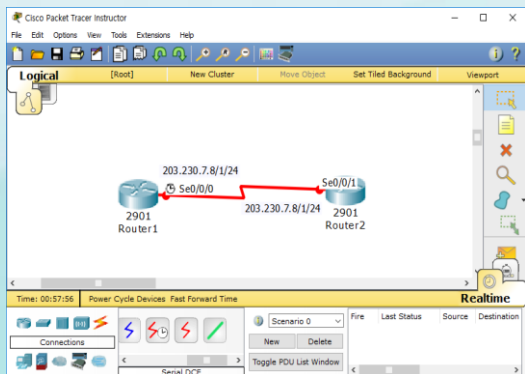 Cisco Packet Tracer Instructor
File Edit Options View Tools Extensions Help
Logical [Root] New Cluster Move Object Set Tiled Background Viewport
203.230.7.8/1/24
Se0/0/0
Se0/0/1
203.230.7.8/1/24
2901
Router1
2901
Router2
Time: 00:57:56 Power Cycle Devices Fast Forward Time Realtime
Scenario 0
Fire Last Status Source Destination
New Delete
Connections
Toggle PDU List Window
Serial DCE